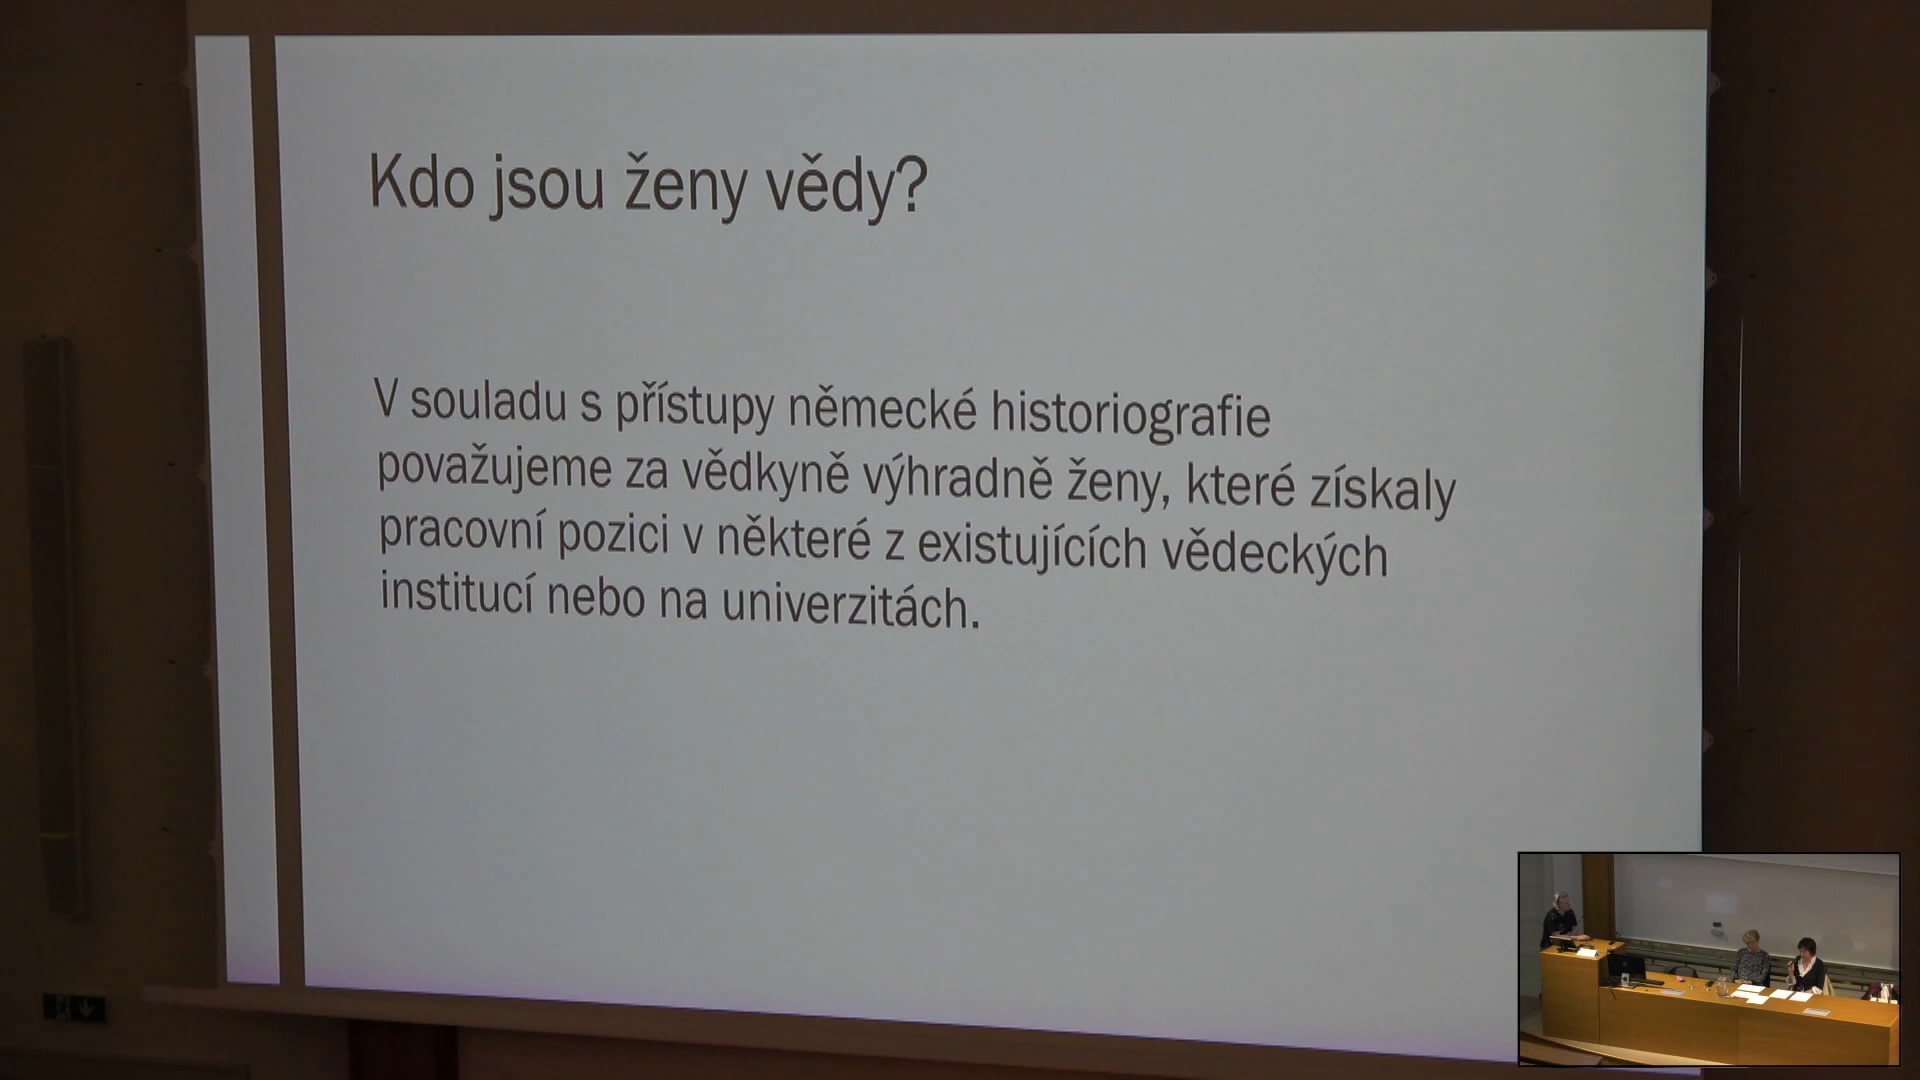 Kdo jsou ženy vědy?
V souladu s přístupy německé historiografie
považujeme za vědkyně výhradně ženy, které získaly
pracovní pozici v některé z existujících vědeckých
institucí nebo na univerzitách.